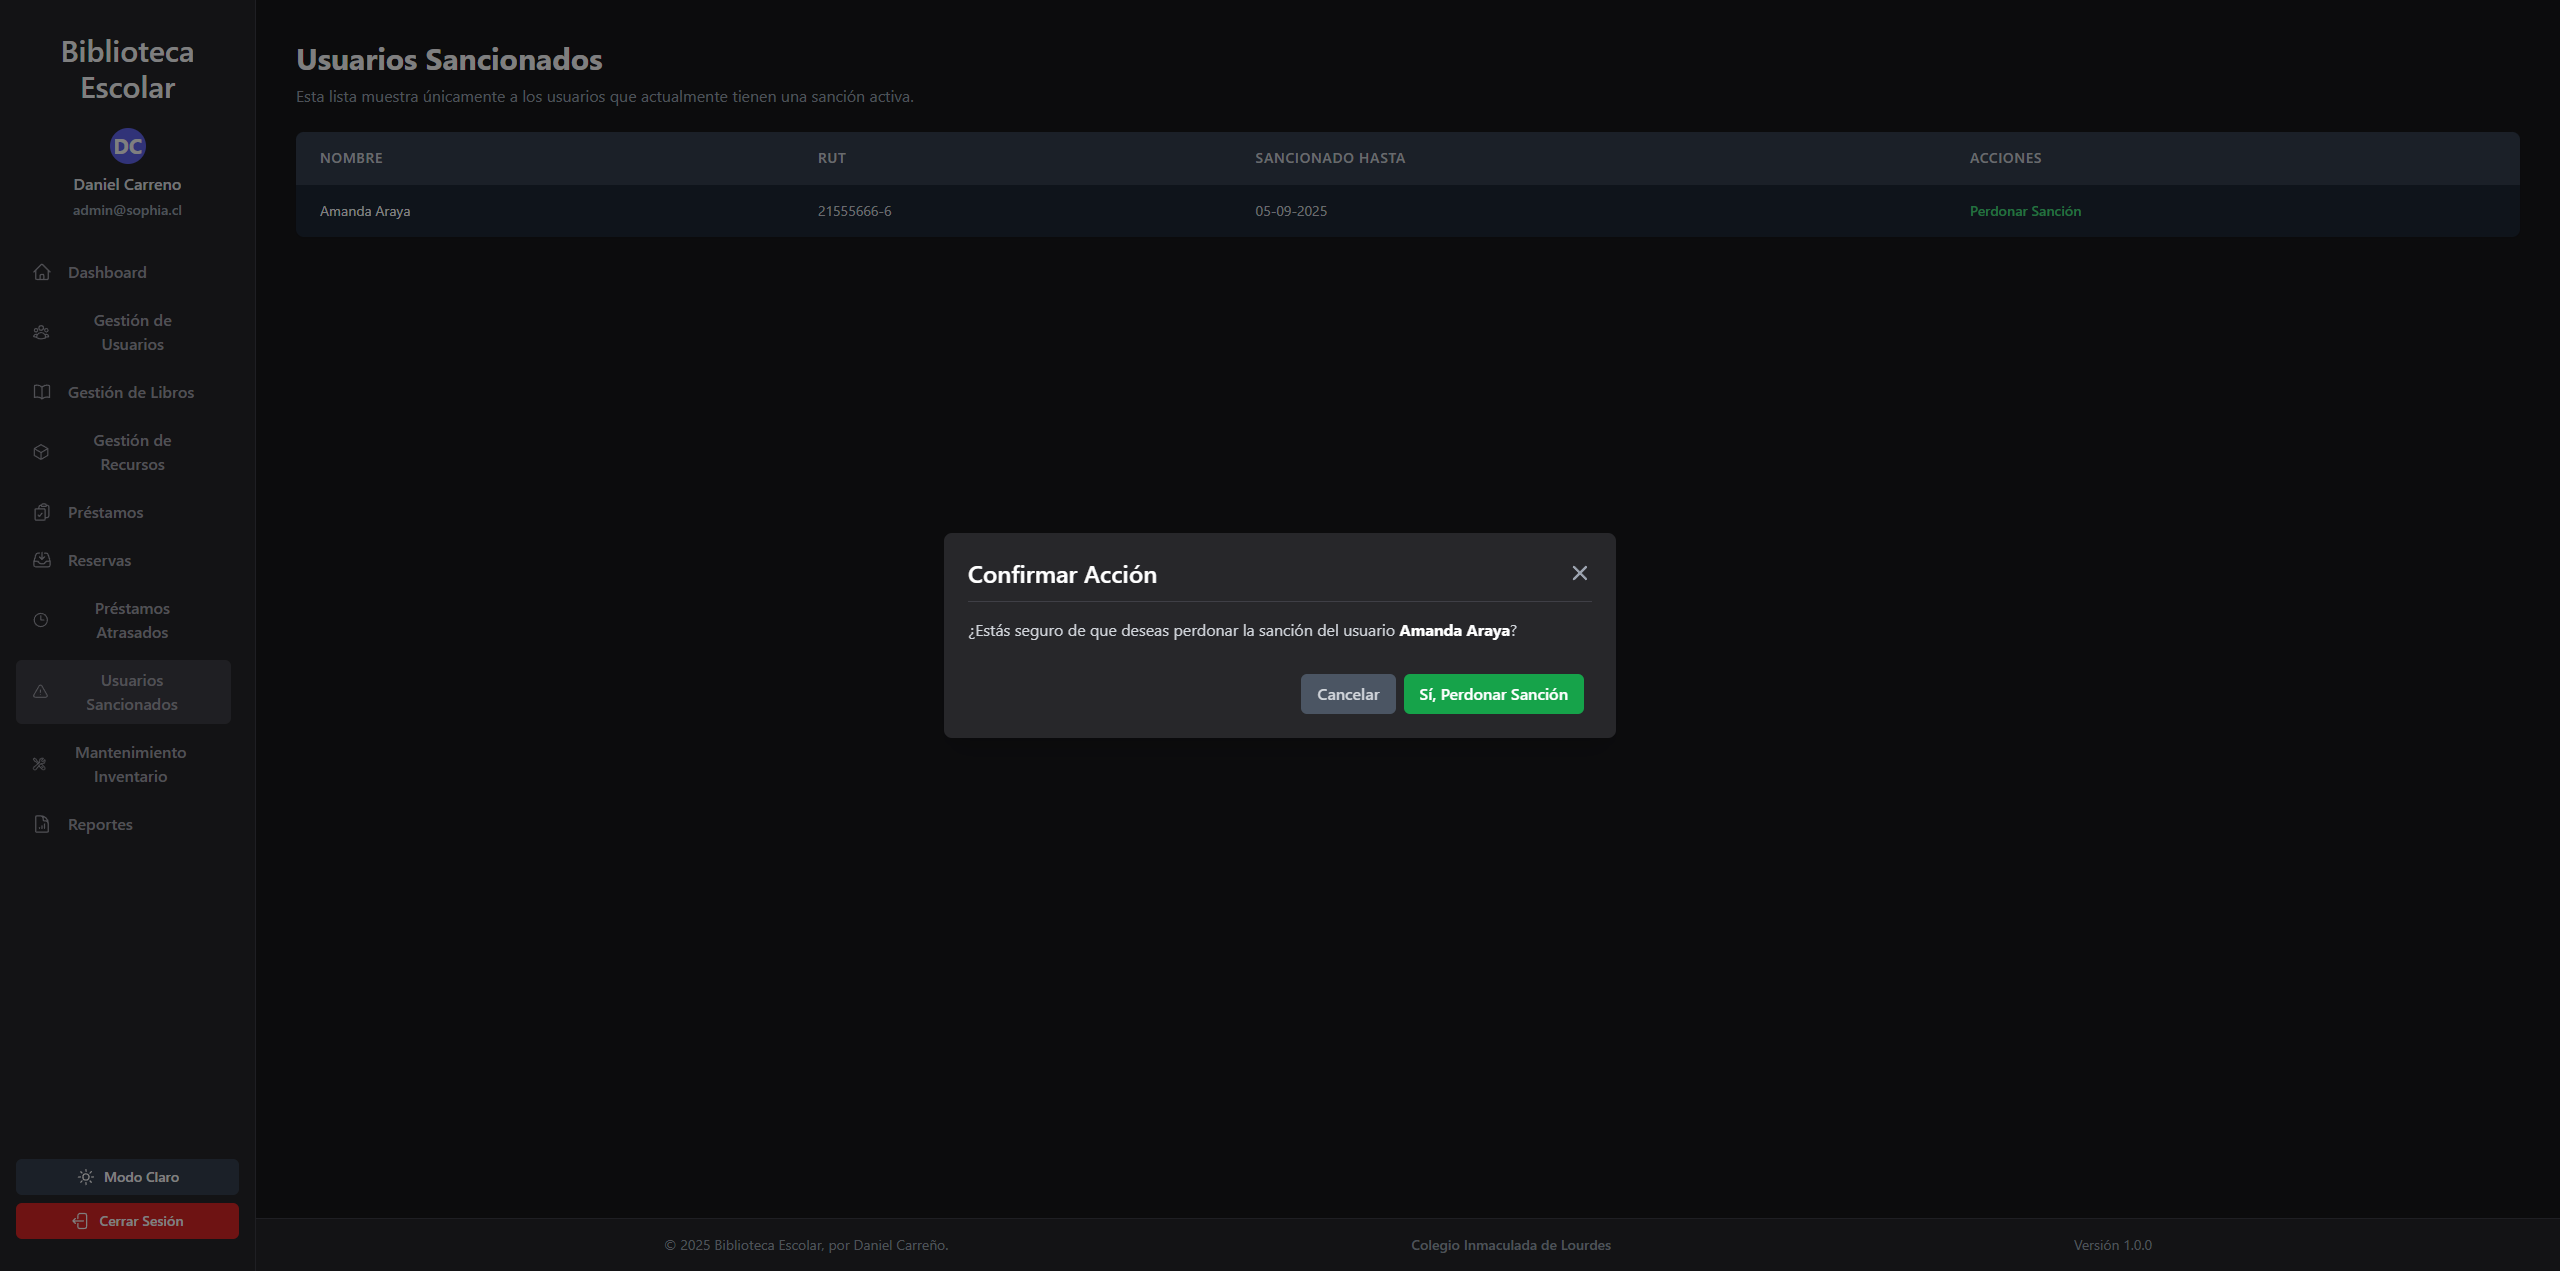 Biblioteca
Escolar
DC
Daniel Carreno
admin@sophia.cl
Dashboard
Gestión de
Usuarios
Gestión de Libros
Gestión de
Recursos
Préstamos
Reservas
Préstamos
Atrasados
Usuarios
Sancionados
Mantenimiento
Inventario
Reportes
Modo Claro
Cerrar Sesión
Usuarios Sancionados
Esta lista muestra únicamente a los usuarios que actualmente tienen una sanción activa.
NOMBRE RUT SANCIONADO HASTA ACCIONES
Amanda Araya 21555666-6 05-09-2025 Perdonar Sanción
Confirmar Acción
¿Estás seguro de que deseas perdonar la sanción del usuario Amanda Araya?
Cancelar Sí, Perdonar Sanción
© 2025 Biblioteca Escolar, por Daniel Carreño. Colegio Inmaculada de Lourdes Versión 1.0.0